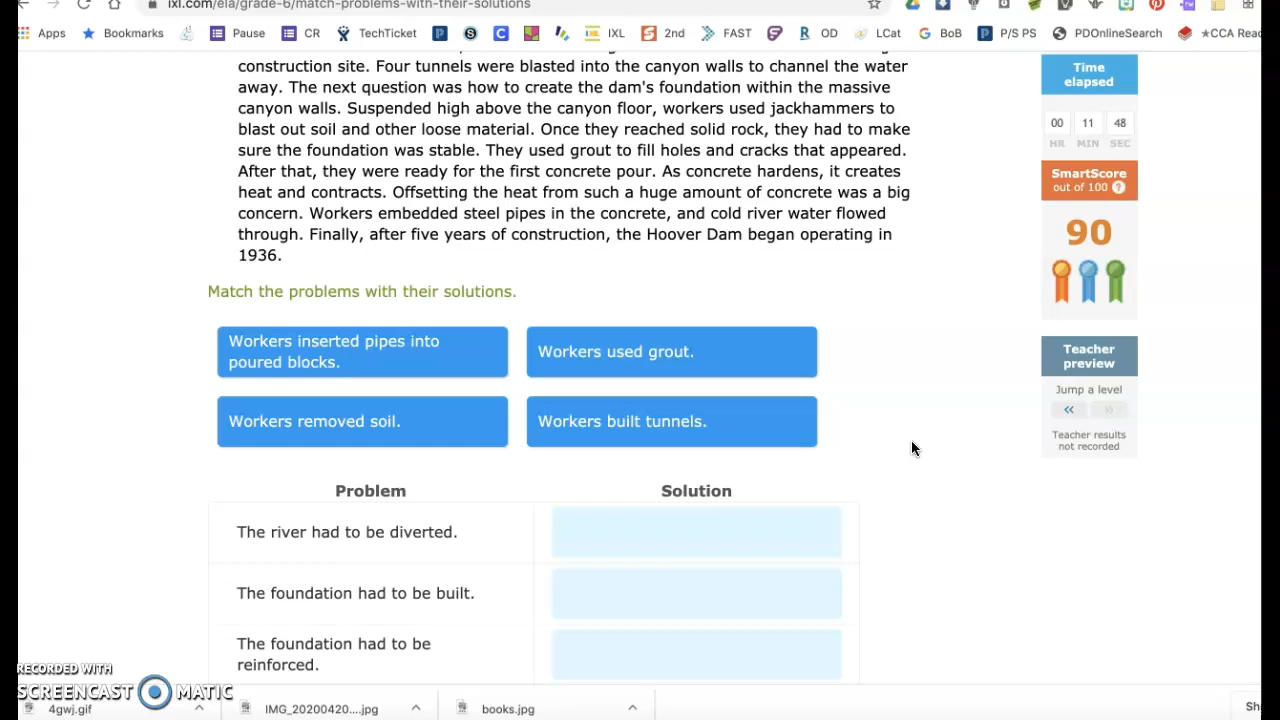 ixl.com/ela/grade-6/match-problems-with-their-solutions
Apps Bookmarks Pause CR TechTicket IXL 2nd FAST OD LCat BoB P/S PS PDOnlineSearch ★CCA
construction site. Four tunnels were blasted into the canyon walls to channel the water
away. The next question was how to create the dam's foundation within the massive
canyon walls. Suspended high above the canyon floor, workers used jackhammers to
blast out soil and other loose material. Once they reached solid rock, they had to make
sure the foundation was stable. They used grout to fill holes and cracks that appeared.
After that, they were ready for the first concrete pour. As concrete hardens, it creates
heat and contracts. Offsetting the heat from such a huge amount of concrete was a big
concern. Workers embedded steel pipes in the concrete, and cold river water flowed
through. Finally, after five years of construction, the Hoover Dam began operating in
1936.
Match the problems with their solutions.
Workers inserted pipes into
poured blocks.
Workers used grout.
Workers removed soil.
Workers built tunnels.
Problem Solution
The river had to be diverted.
The foundation had to be built.
The foundation had to be
reinforced.
Time
elapsed
00 11 48
HR MIN SEC
SmartScore
out of 100 ?
90
Teacher
preview
Jump a level
« »
Teacher results
not recorded
RECORDED WITH
SCREENCAST MATIC
4gwj.gif IMG_20200420....jpg books.jpg